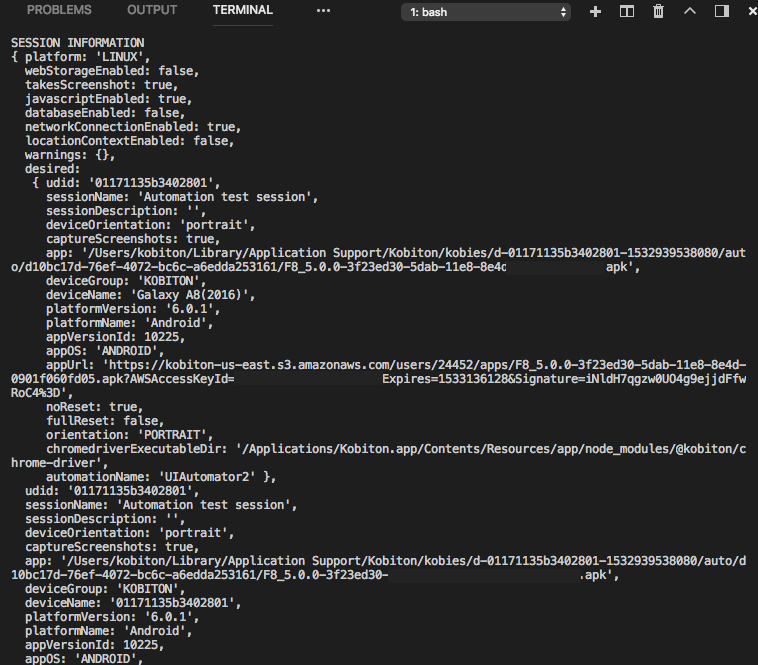 PROBLEMS OUTPUT TERMINAL ••• 1: bash
SESSION INFORMATION
{ platform: 'LINUX',
webStorageEnabled: false,
takesScreenshot: true,
javascriptEnabled: true,
databaseEnabled: false,
networkConnectionEnabled: true,
locationContextEnabled: false,
warnings: {},
desired:
{ udid: '01171135b3402801',
sessionName: 'Automation test session',
sessionDescription: '',
deviceOrientation: 'portrait',
captureScreenshots: true,
app: '/Users/kobiton/Library/Application Support/Kobiton/kobies/d-01171135b3402801-1532939538080/aut
o/d10bc17d-76ef-4072-bc6c-a6edda253161/F8_5.0.0-3f23ed30-5dab-11e8-8e4c apk',
deviceGroup: 'KOBITON',
deviceName: 'Galaxy A8(2016)',
platformVersion: '6.0.1',
platformName: 'Android',
appVersionId: 10225,
appOS: 'ANDROID',
appUrl: 'https://kobiton-us-east.s3.amazonaws.com/users/24452/apps/F8_5.0.0-3f23ed30-5dab-11e8-8e4d-
0901f060fd05.apk?AWSAccessKeyId= Expires=1533136128&Signature=iNldH7qgzw0UO4g9ejjdFfw
RoC4%3D',
noReset: true,
fullReset: false,
orientation: 'PORTRAIT',
chromedriverExecutableDir: '/Applications/Kobiton.app/Contents/Resources/app/node_modules/@kobiton/c
hrome-driver',
automationName: 'UIAutomator2' },
udid: '01171135b3402801',
sessionName: 'Automation test session',
sessionDescription: '',
deviceOrientation: 'portrait',
captureScreenshots: true,
app: '/Users/kobiton/Library/Application Support/Kobiton/kobies/d-01171135b3402801-1532939538080/auto/d
10bc17d-76ef-4072-bc6c-a6edda253161/F8_5.0.0-3f23ed30- .apk',
deviceGroup: 'KOBITON',
deviceName: '01171135b3402801',
platformVersion: '6.0.1',
platformName: 'Android',
appVersionId: 10225,
appOS: 'ANDROID',